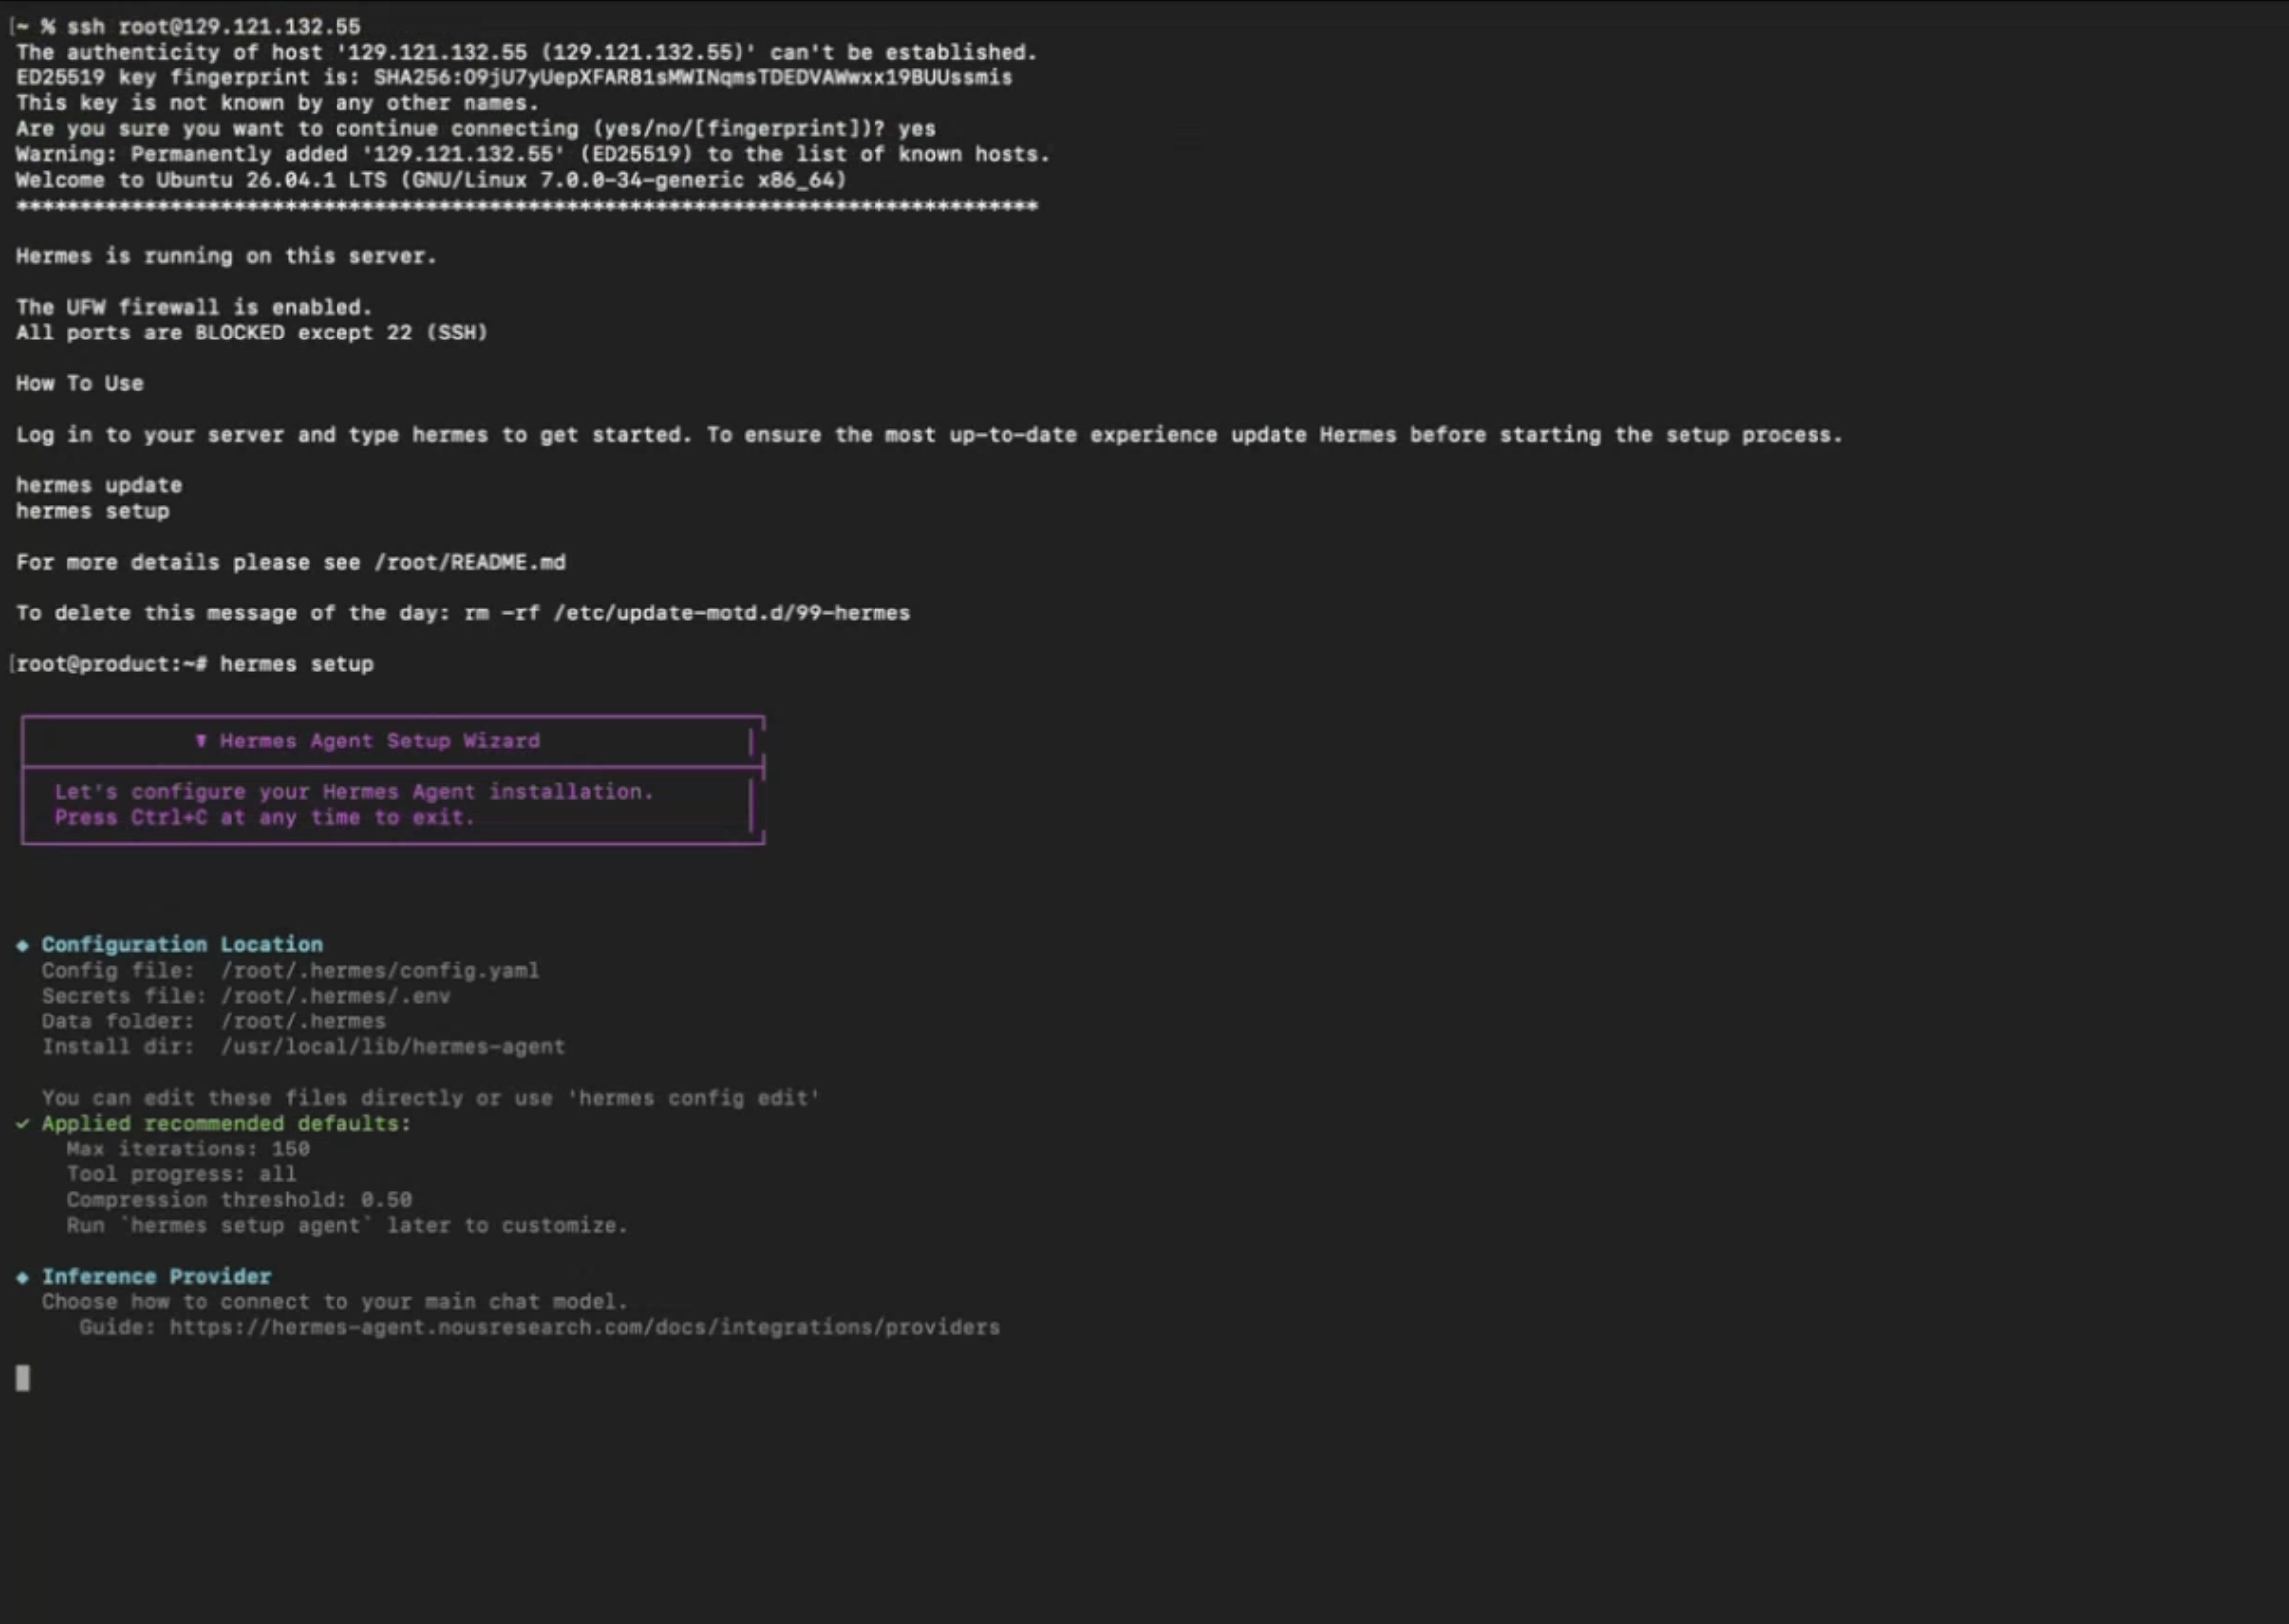 [~ % ssh root@129.121.132.55
The authenticity of host '129.121.132.55 (129.121.132.55)' can't be established.
ED25519 key fingerprint is: SHA256:O9jU7yUepXFAR81sMWINqmsTDEDVAWwxx19BUUssmis
This key is not known by any other names.
Are you sure you want to continue connecting (yes/no/[fingerprint])? yes
Warning: Permanently added '129.121.132.55' (ED25519) to the list of known hosts.
Welcome to Ubuntu 26.04.1 LTS (GNU/Linux 7.0.0-34-generic x86_64)
********************************************************************************
Hermes is running on this server.
The UFW firewall is enabled.
All ports are BLOCKED except 22 (SSH)
How To Use
Log in to your server and type hermes to get started. To ensure the most up-to-date experience update Hermes before starting the setup process.
hermes update
hermes setup
For more details please see /root/README.md
To delete this message of the day: rm -rf /etc/update-motd.d/99-hermes
[root@product:~# hermes setup
Hermes Agent Setup Wizard
Let's configure your Hermes Agent installation.
Press Ctrl+C at any time to exit.
◆ Configuration Location
Config file:  /root/.hermes/config.yaml
Secrets file: /root/.hermes/.env
Data folder:  /root/.hermes
Install dir:  /usr/local/lib/hermes-agent
You can edit these files directly or use 'hermes config edit'
✓ Applied recommended defaults:
Max iterations: 150
Tool progress: all
Compression threshold: 0.50
Run `hermes setup agent` later to customize.
◆ Inference Provider
Choose how to connect to your main chat model.
Guide: https://hermes-agent.nousresearch.com/docs/integrations/providers